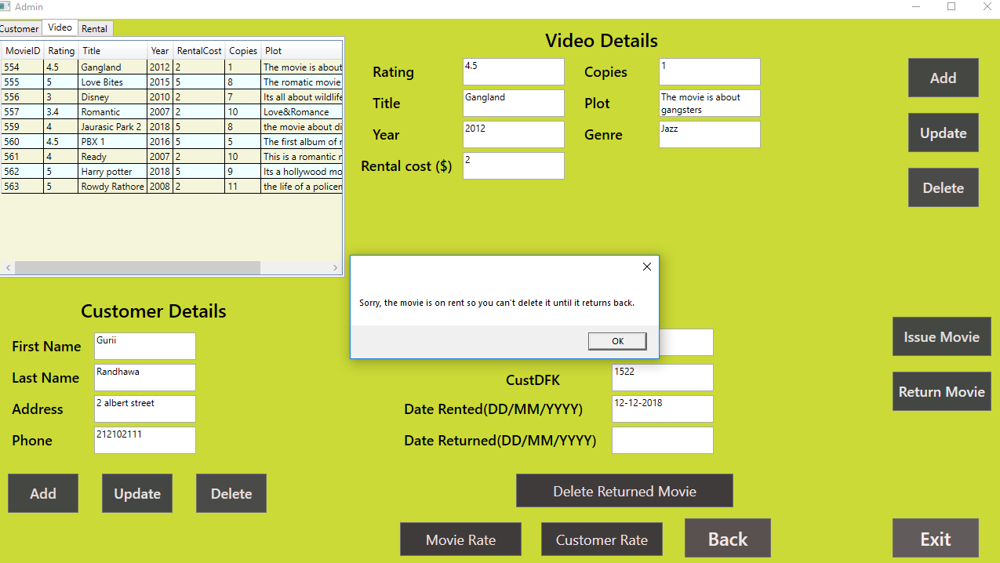 Admin
Customer Video Rental
MovieID Rating Title Year RentalCost Copies Plot
554 4.5 Gangland 2012 2 1 The movie is about
555 5 Love Bites 2015 5 8 The romatic movie
556 3 Disney 2010 2 7 Its all about wildlife
557 3.4 Romantic 2007 2 10 Love&Romance
559 4 Jaurasic Park 2 2018 5 8 the movie about di
560 4.5 PBX 1 2016 5 5 The first album of
561 4 Ready 2007 2 10 This is a romantic
562 5 Harry potter 2018 5 9 Its a hollywood mo
563 5 Rowdy Rathore 2008 2 11 the life of a policem
Video Details
Rating 4.5 Copies 1
Title Gangland Plot The movie is about
gangsters
Year 2012 Genre Jazz
Rental cost ($) 2
Add
Update
Delete
Sorry, the movie is on rent so you can't delete it until it returns back.
OK
Customer Details
First Name Gurii
Last Name Randhawa
Address 2 albert street
Phone 212102111
Add Update Delete
CustDFK 1522
Date Rented(DD/MM/YYYY) 12-12-2018
Date Returned(DD/MM/YYYY)
Issue Movie
Return Movie
Delete Returned Movie
Movie Rate Customer Rate Back Exit